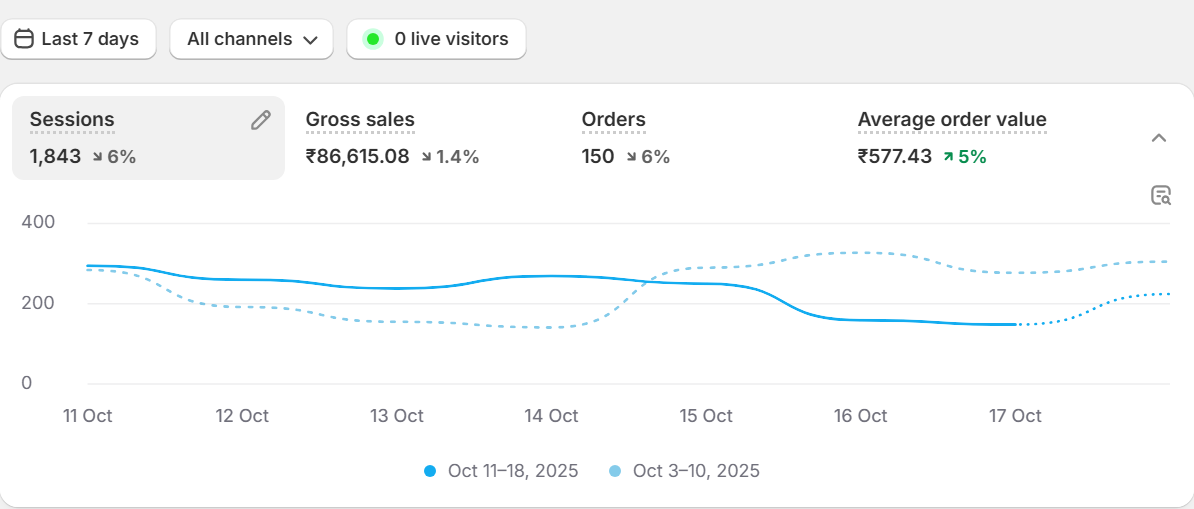 Last 7 days All channels 0 live visitors
Sessions Gross sales Orders Average order value
1,843 ↘ 6% ₹86,615.08 ↘ 1.4% 150 ↘ 6% ₹577.43 ↗ 5%
400
200
0
11 Oct 12 Oct 13 Oct 14 Oct 15 Oct 16 Oct 17 Oct
Oct 11–18, 2025 Oct 3–10, 2025